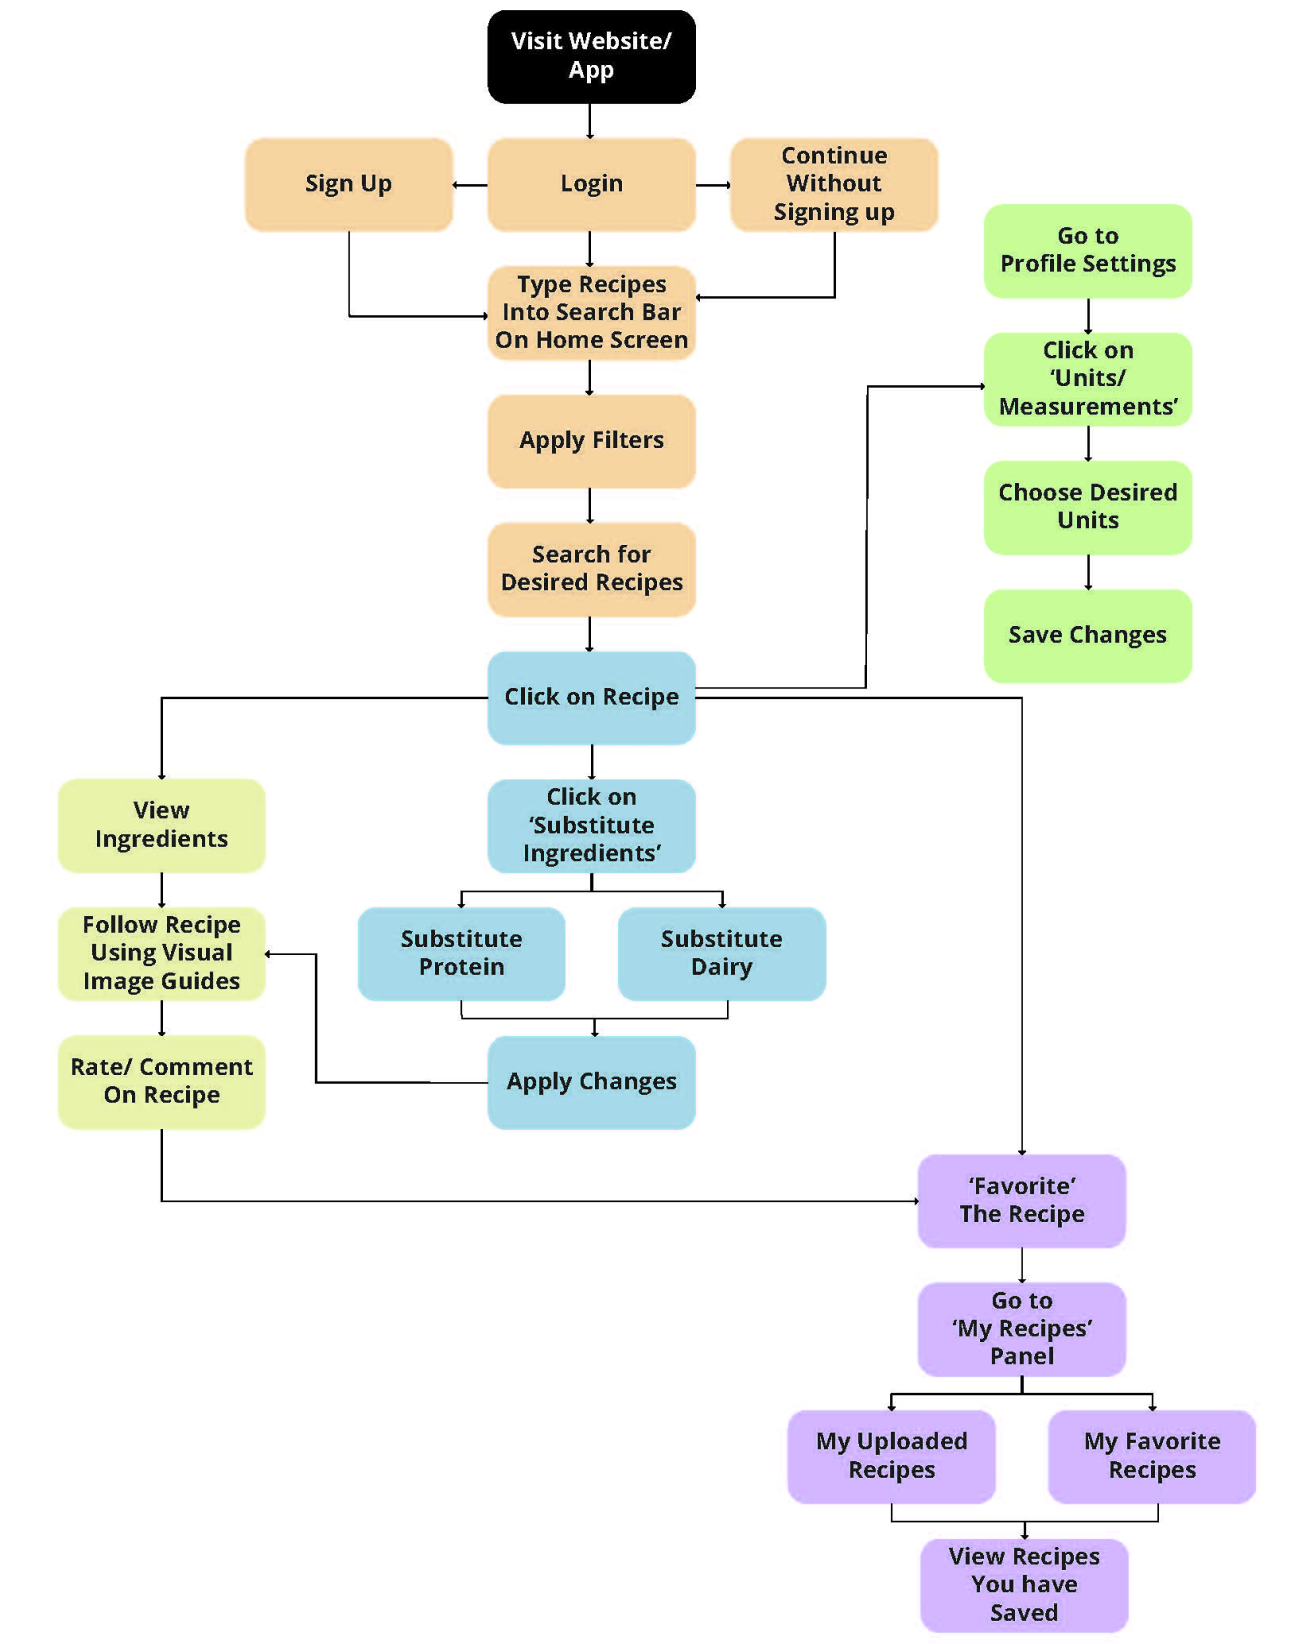 Visit Website/
App
Sign Up
Login
Continue
Without
Signing up
Go to
Profile Settings
Type Recipes
Into Search Bar
On Home Screen
Click on
‘Units/
Measurements’
Apply Filters
Choose Desired
Units
Search for
Desired Recipes
Save Changes
Click on Recipe
View
Ingredients
Click on
‘Substitute
Ingredients’
Follow Recipe
Using Visual
Image Guides
Substitute
Protein
Substitute
Dairy
Rate/ Comment
On Recipe
Apply Changes
‘Favorite’
The Recipe
Go to
‘My Recipes’
Panel
My Uploaded
Recipes
My Favorite
Recipes
View Recipes
You have
Saved